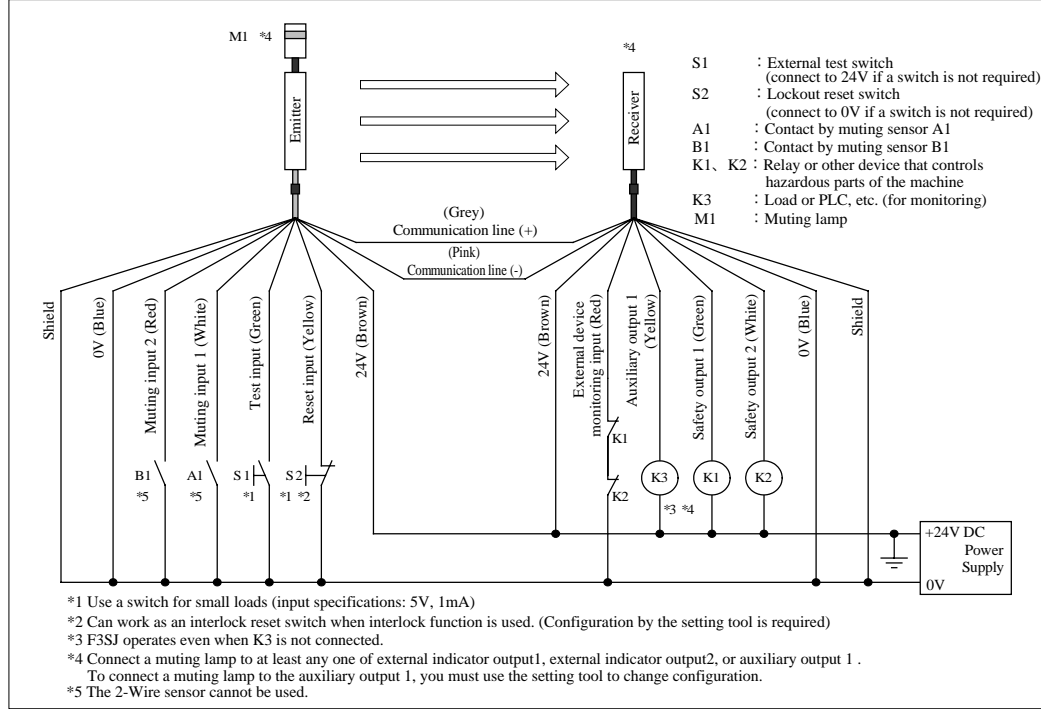 M1 *4
*4
Emitter
Receiver
S1 : External test switch
(connect to 24V if a switch is not required)
S2 : Lockout reset switch
(connect to 0V if a switch is not required)
A1 : Contact by muting sensor A1
B1 : Contact by muting sensor B1
K1、K2 : Relay or other device that controls
hazardous parts of the machine
K3 : Load or PLC, etc. (for monitoring)
M1 : Muting lamp
(Grey)
Communication line (+)
(Pink)
Communication line (-)
Shield
0V (Blue)
Muting input 2 (Red)
Muting input 1 (White)
Test input (Green)
Reset input (Yellow)
24V (Brown)
24V (Brown)
External device
monitoring input (Red)
Auxiliary output 1
(Yellow)
Safety output 1 (Green)
Safety output 2 (White)
0V (Blue)
Shield
B1
*5
A1
*5
S1
*1
S2
*1 *2
K1
K2
K3
K1
K2
*3 *4
+24V DC
Power
Supply
0V
*1 Use a switch for small loads (input specifications: 5V, 1mA)
*2 Can work as an interlock reset switch when interlock function is used. (Configuration by the setting tool is required)
*3 F3SJ operates even when K3 is not connected.
*4 Connect a muting lamp to at least any one of external indicator output1, external indicator output2, or auxiliary output 1 .
To connect a muting lamp to the auxiliary output 1, you must use the setting tool to change configuration.
*5 The 2-Wire sensor cannot be used.